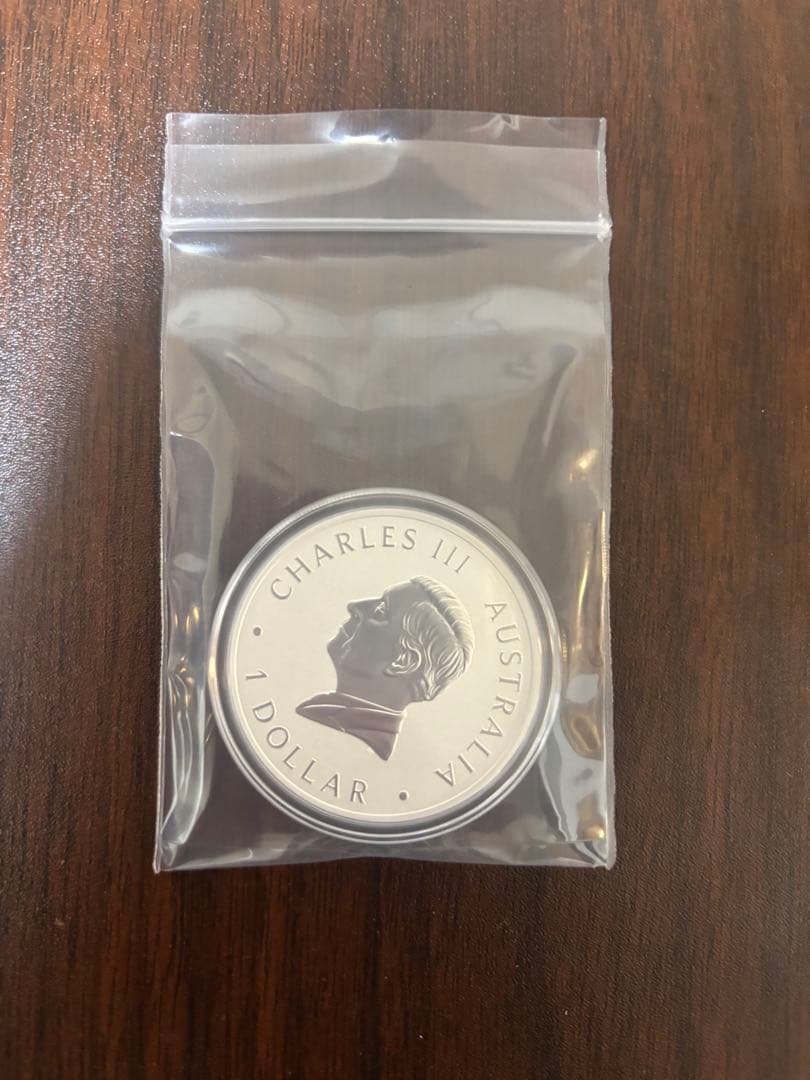 CHARLES III
AUSTRALIA
• 1 DOLLAR •